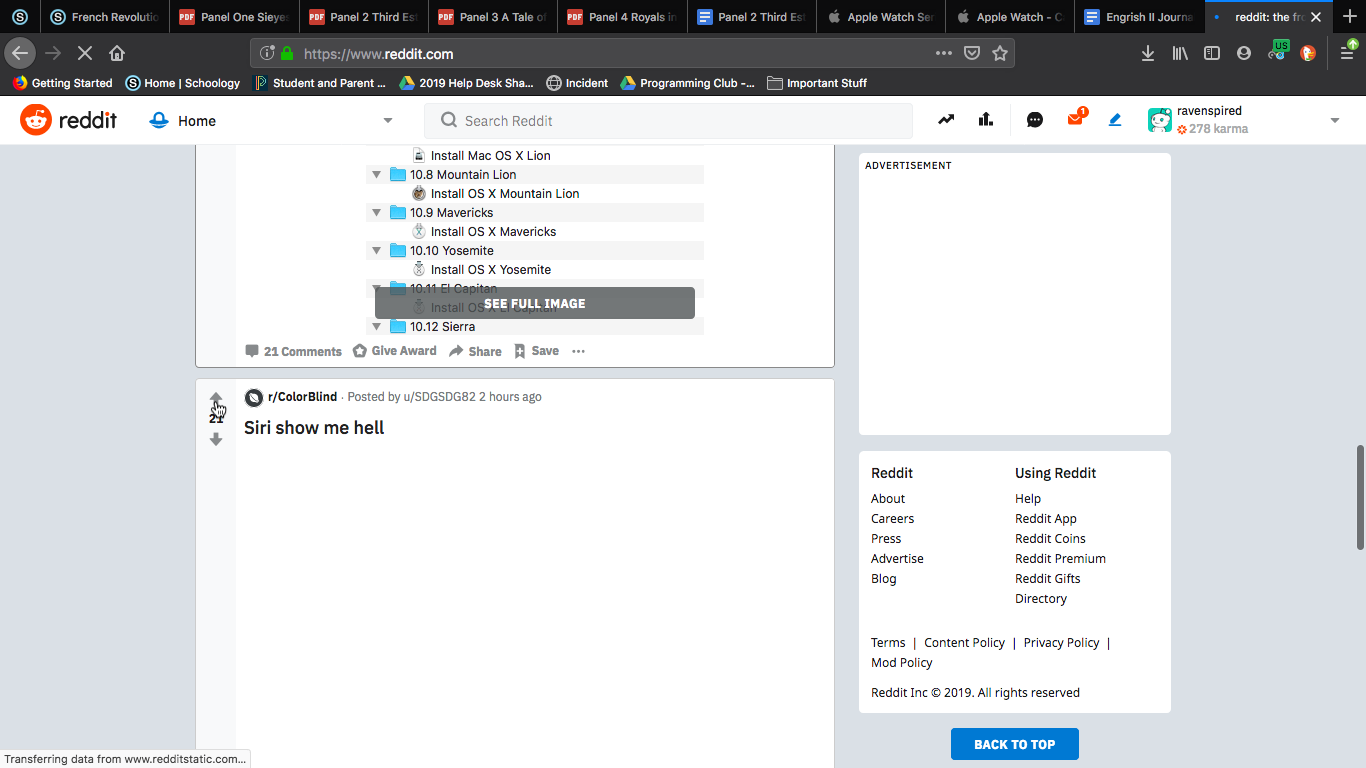 French Revolutio
PDF Panel One Sieyes
PDF Panel 2 Third Est
PDF Panel 3 A Tale of
PDF Panel 4 Royals in
Panel 2 Third Est
Apple Watch Ser
Apple Watch - C
Engrish II Journa
reddit: the fro
https://www.reddit.com
US
Getting Started
Home | Schoology
Student and Parent ...
2019 Help Desk Sha...
Incident
Programming Club -...
Important Stuff
reddit
Home
Search Reddit
1
ravenspired
278 karma
Install Mac OS X Lion
10.8 Mountain Lion
Install OS X Mountain Lion
10.9 Mavericks
Install OS X Mavericks
10.10 Yosemite
Install OS X Yosemite
10.11 El Capitan
SEE FULL IMAGE
Install OS X El Capitan
10.12 Sierra
21 Comments
Give Award
Share
Save
r/ColorBlind · Posted by u/SDGSDG82 2 hours ago
21
Siri show me hell
ADVERTISEMENT
Reddit
About
Careers
Press
Advertise
Blog
Using Reddit
Help
Reddit App
Reddit Coins
Reddit Premium
Reddit Gifts
Directory
Terms | Content Policy | Privacy Policy |
Mod Policy
Reddit Inc © 2019. All rights reserved
BACK TO TOP
Transferring data from www.redditstatic.com...